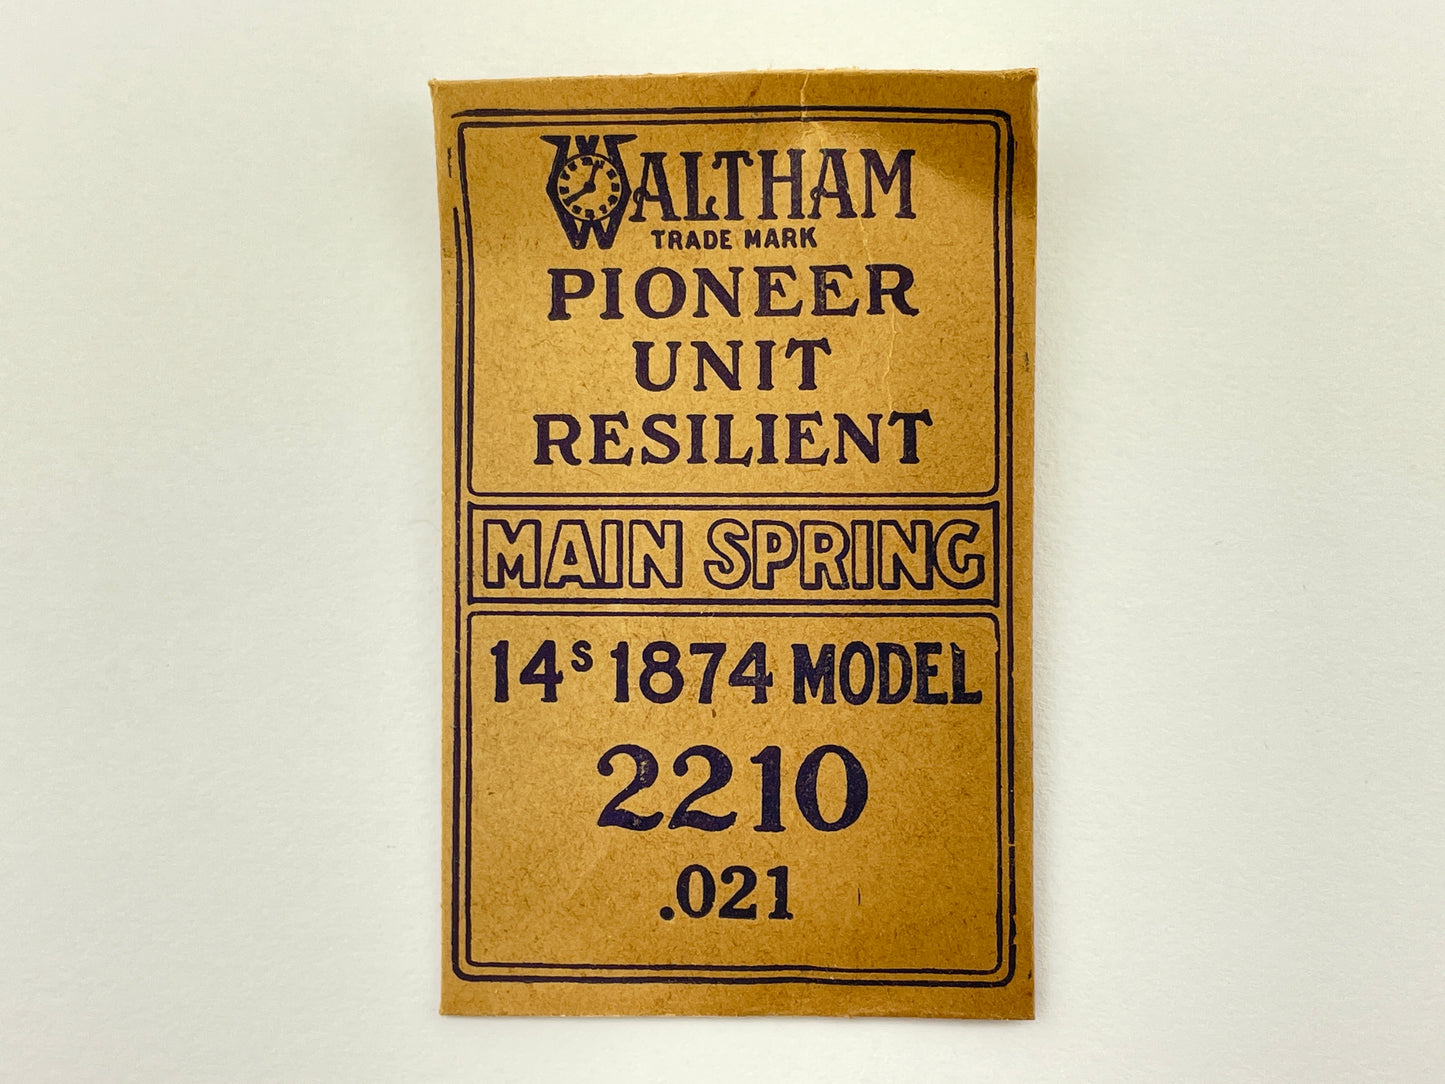 WALTHAM
TRADE MARK
PIONEER
UNIT
RESILIENT
MAIN SPRING
14s 1874 MODEL
2210
.021